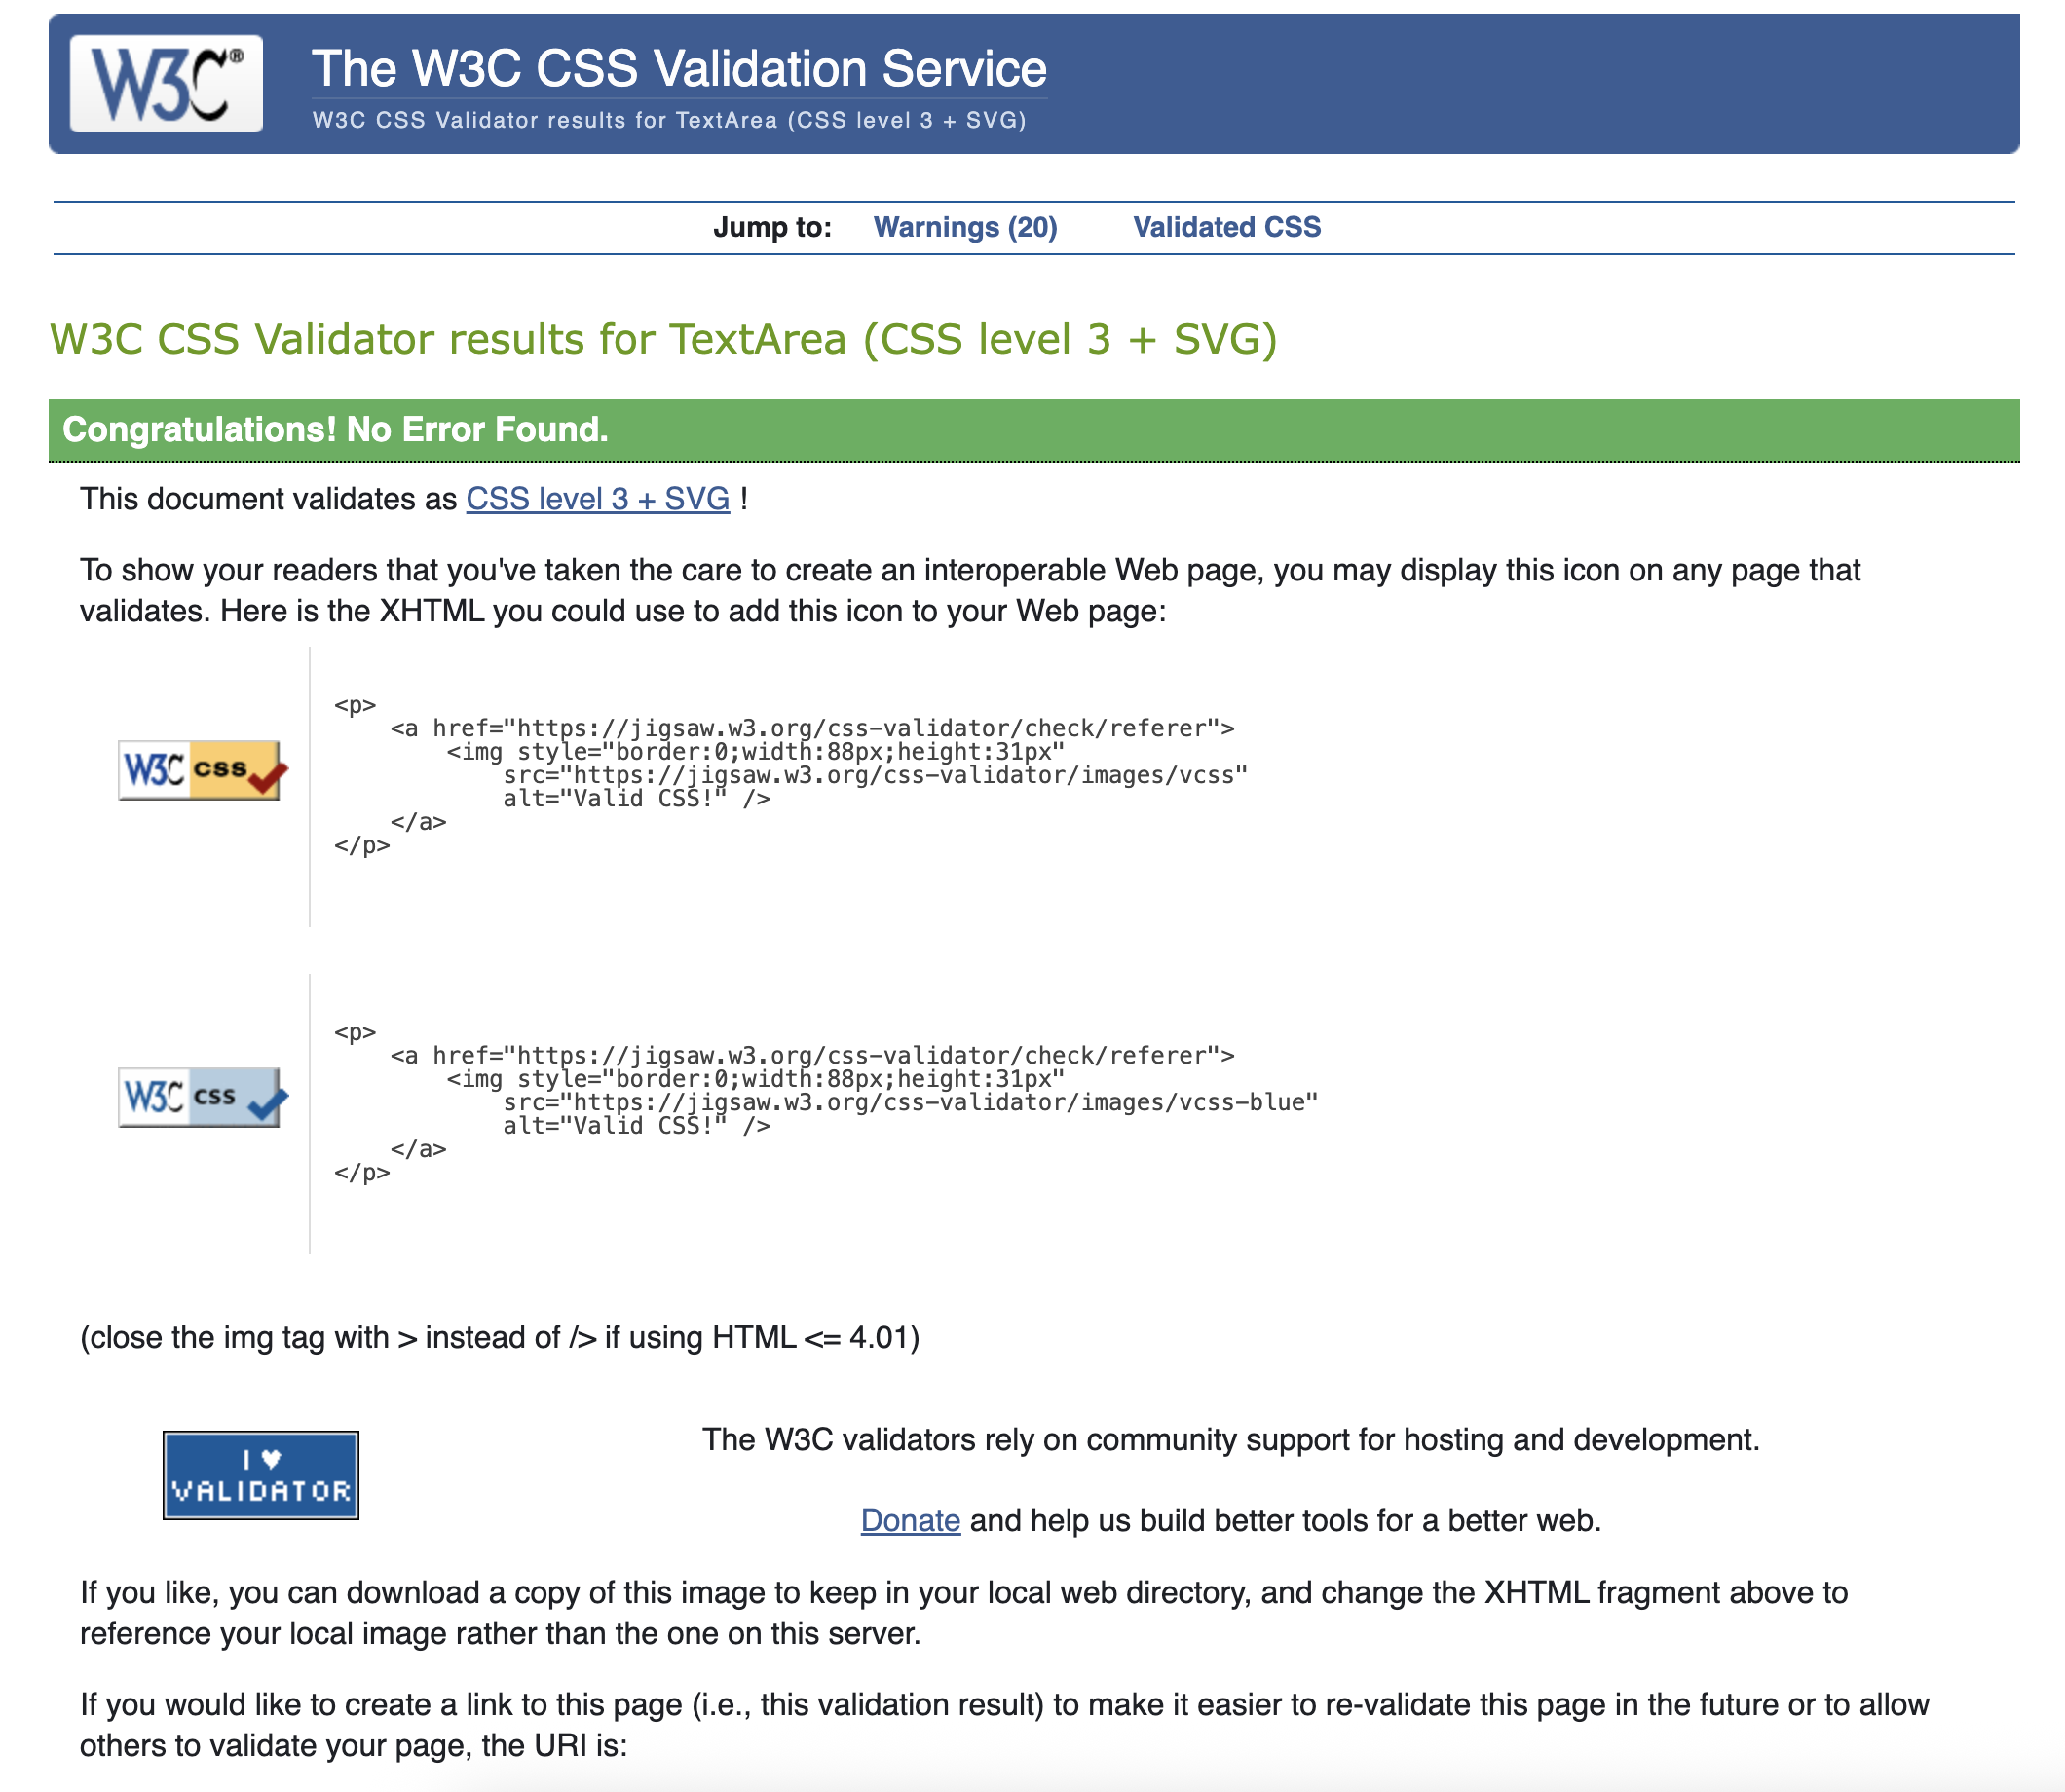 W3C®
The W3C CSS Validation Service
W3C CSS Validator results for TextArea (CSS level 3 + SVG)
Jump to: Warnings (20) Validated CSS
W3C CSS Validator results for TextArea (CSS level 3 + SVG)
Congratulations! No Error Found.
This document validates as CSS level 3 + SVG !
To show your readers that you've taken the care to create an interoperable Web page, you may display this icon on any page that
validates. Here is the XHTML you could use to add this icon to your Web page:
W3C css
<p>
    <a href="https://jigsaw.w3.org/css-validator/check/referer">
        <img style="border:0;width:88px;height:31px"
            src="https://jigsaw.w3.org/css-validator/images/vcss"
            alt="Valid CSS!" />
    </a>
</p>
W3C css
<p>
    <a href="https://jigsaw.w3.org/css-validator/check/referer">
        <img style="border:0;width:88px;height:31px"
            src="https://jigsaw.w3.org/css-validator/images/vcss-blue"
            alt="Valid CSS!" />
    </a>
</p>
(close the img tag with > instead of /> if using HTML <= 4.01)
I ♥
VALIDATOR
The W3C validators rely on community support for hosting and development.
Donate and help us build better tools for a better web.
If you like, you can download a copy of this image to keep in your local web directory, and change the XHTML fragment above to
reference your local image rather than the one on this server.
If you would like to create a link to this page (i.e., this validation result) to make it easier to re-validate this page in the future or to allow
others to validate your page, the URI is: